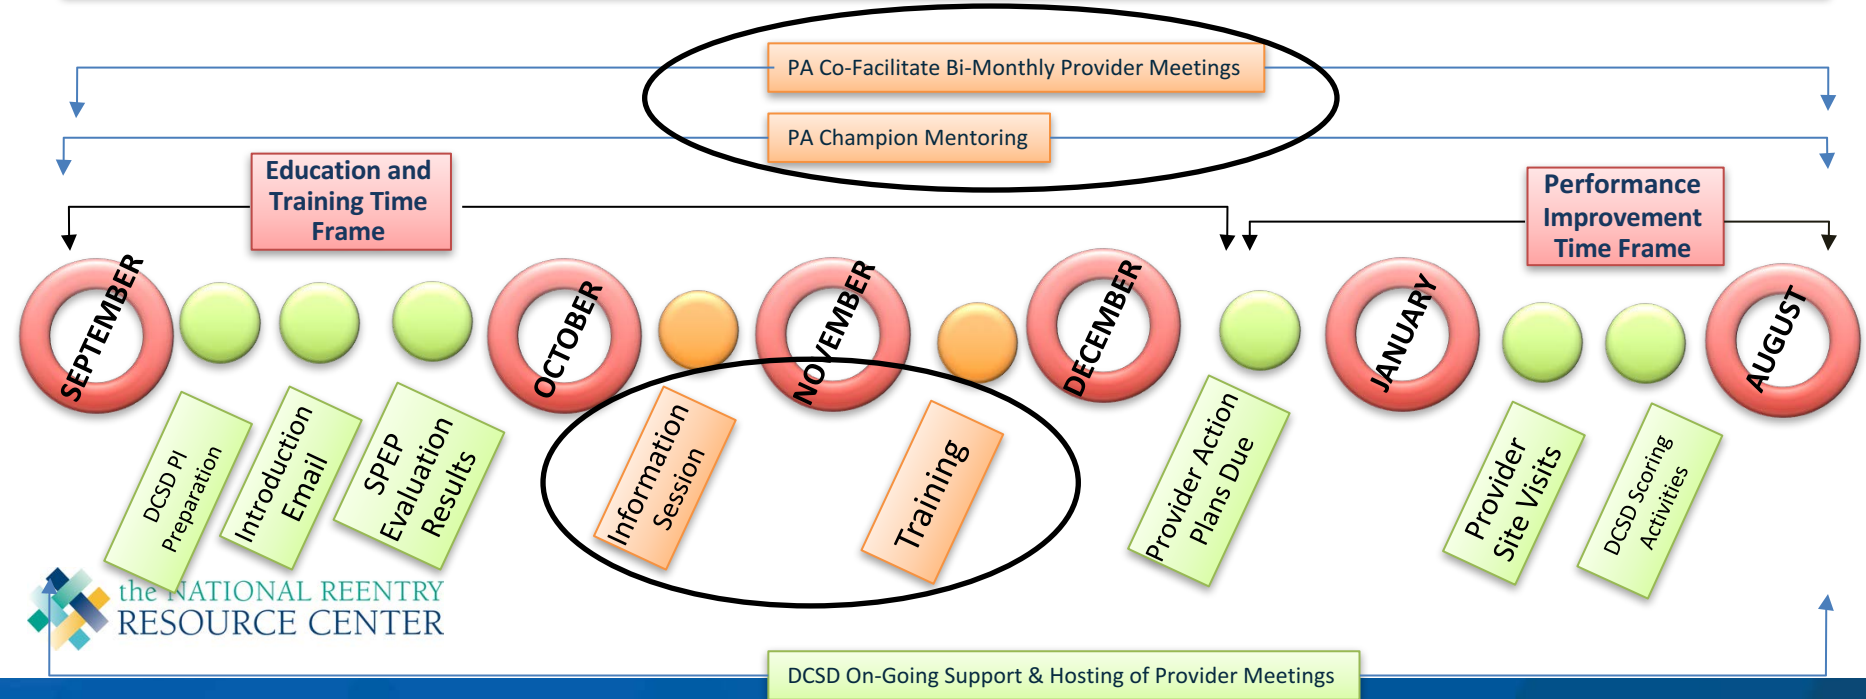 PA Co-Facilitate Bi-Monthly Provider Meetings
PA Champion Mentoring
Education and
Training Time
Frame
Performance
Improvement
Time Frame
SEPTEMBER
OCTOBER
NOVEMBER
DECEMBER
JANUARY
AUGUST
DCSD PI
Preparation
Introduction
Email
SPEP
Evaluation
Results
Information
Session
Training
Provider Action
Plans Due
Provider
Site Visits
DCSD Scoring
Activities
the NATIONAL REENTRY
RESOURCE CENTER
DCSD On-Going Support & Hosting of Provider Meetings